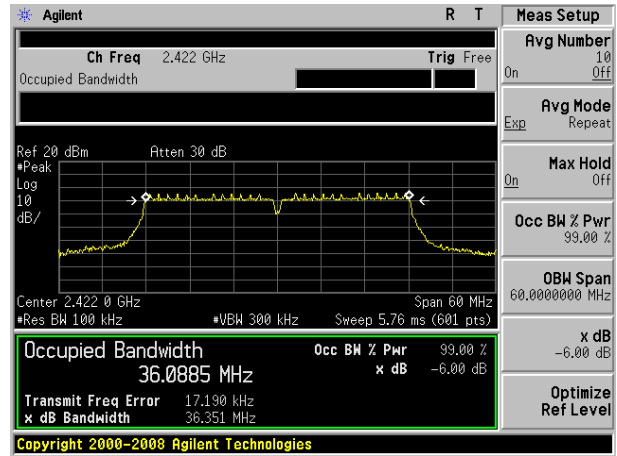 Agilent R T
Ch Freq 2.422 GHz Trig Free
Occupied Bandwidth
Ref 20 dBm Atten 30 dB
#Peak
Log
10
dB/
Center 2.422 0 GHz Span 60 MHz
#Res BW 100 kHz #VBW 300 kHz Sweep 5.76 ms (601 pts)
Occupied Bandwidth Occ BW % Pwr 99.00 %
36.0885 MHz x dB -6.00 dB
Transmit Freq Error 17.190 kHz
x dB Bandwidth 36.351 MHz
Copyright 2000-2008 Agilent Technologies
Meas Setup
Avg Number
10
On Off
Avg Mode
Exp Repeat
Max Hold
On Off
Occ BW % Pwr
99.00 %
OBW Span
60.0000000 MHz
x dB
-6.00 dB
Optimize
Ref Level